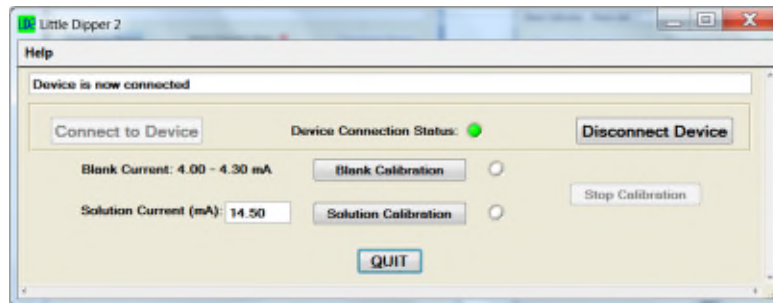 LD2 Little Dipper 2
Help
Device is now connected
Connect to Device Device Connection Status: Disconnect Device
Blank Current: 4.00 - 4.30 mA Blank Calibration
Stop Calibration
Solution Current (mA): 14.50 Solution Calibration
QUIT